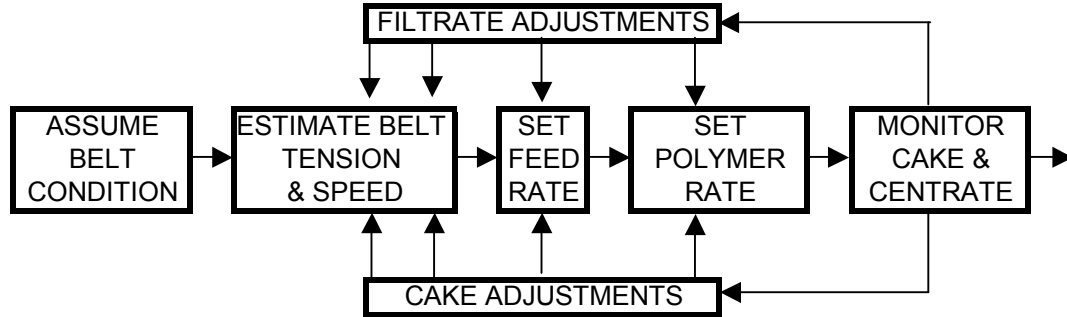 FILTRATE ADJUSTMENTS
ASSUME
BELT
CONDITION
ESTIMATE BELT
TENSION
& SPEED
SET
FEED
RATE
SET
POLYMER
RATE
MONITOR
CAKE &
CENTRATE
CAKE ADJUSTMENTS